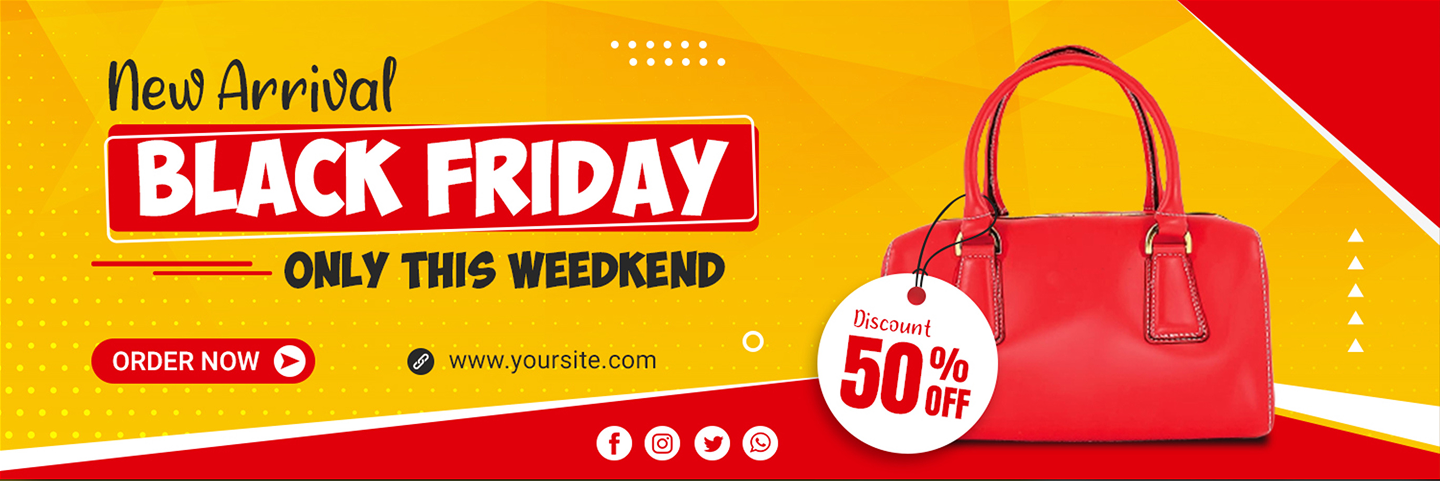 New Arrival
BLACK FRIDAY
ONLY THIS WEEDKEND
ORDER NOW
www.yoursite.com
Discount
50% OFF